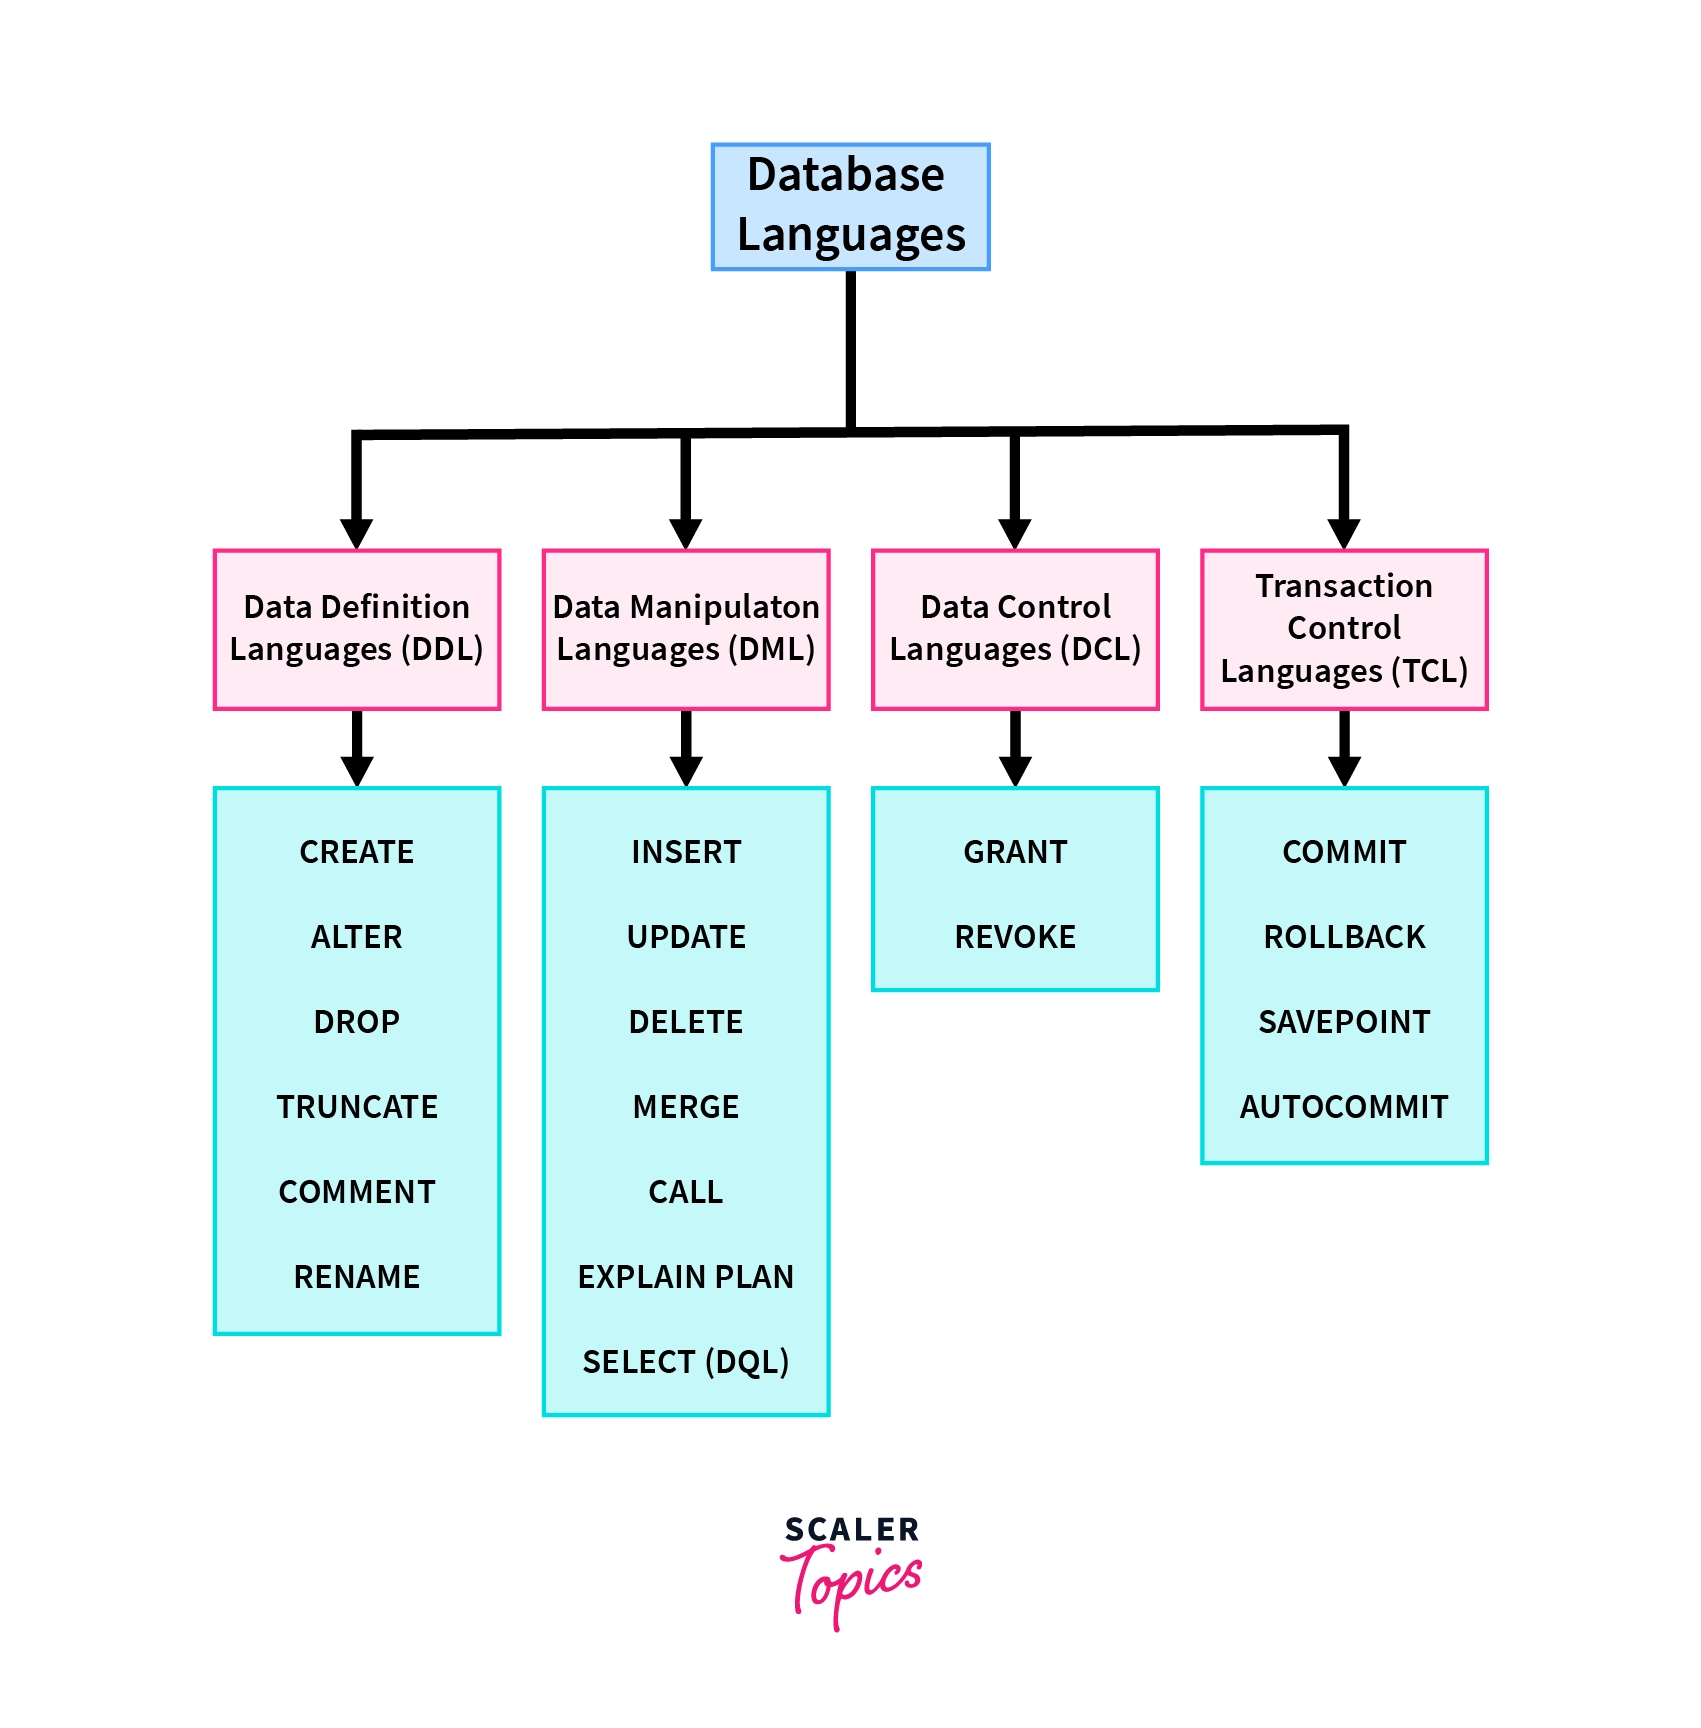 Database
Languages
Data Definition
Languages (DDL)
Data Manipulaton
Languages (DML)
Data Control
Languages (DCL)
Transaction
Control
Languages (TCL)
CREATE
ALTER
DROP
TRUNCATE
COMMENT
RENAME
INSERT
UPDATE
DELETE
MERGE
CALL
EXPLAIN PLAN
SELECT (DQL)
GRANT
REVOKE
COMMIT
ROLLBACK
SAVEPOINT
AUTOCOMMIT
SCALER
Topics